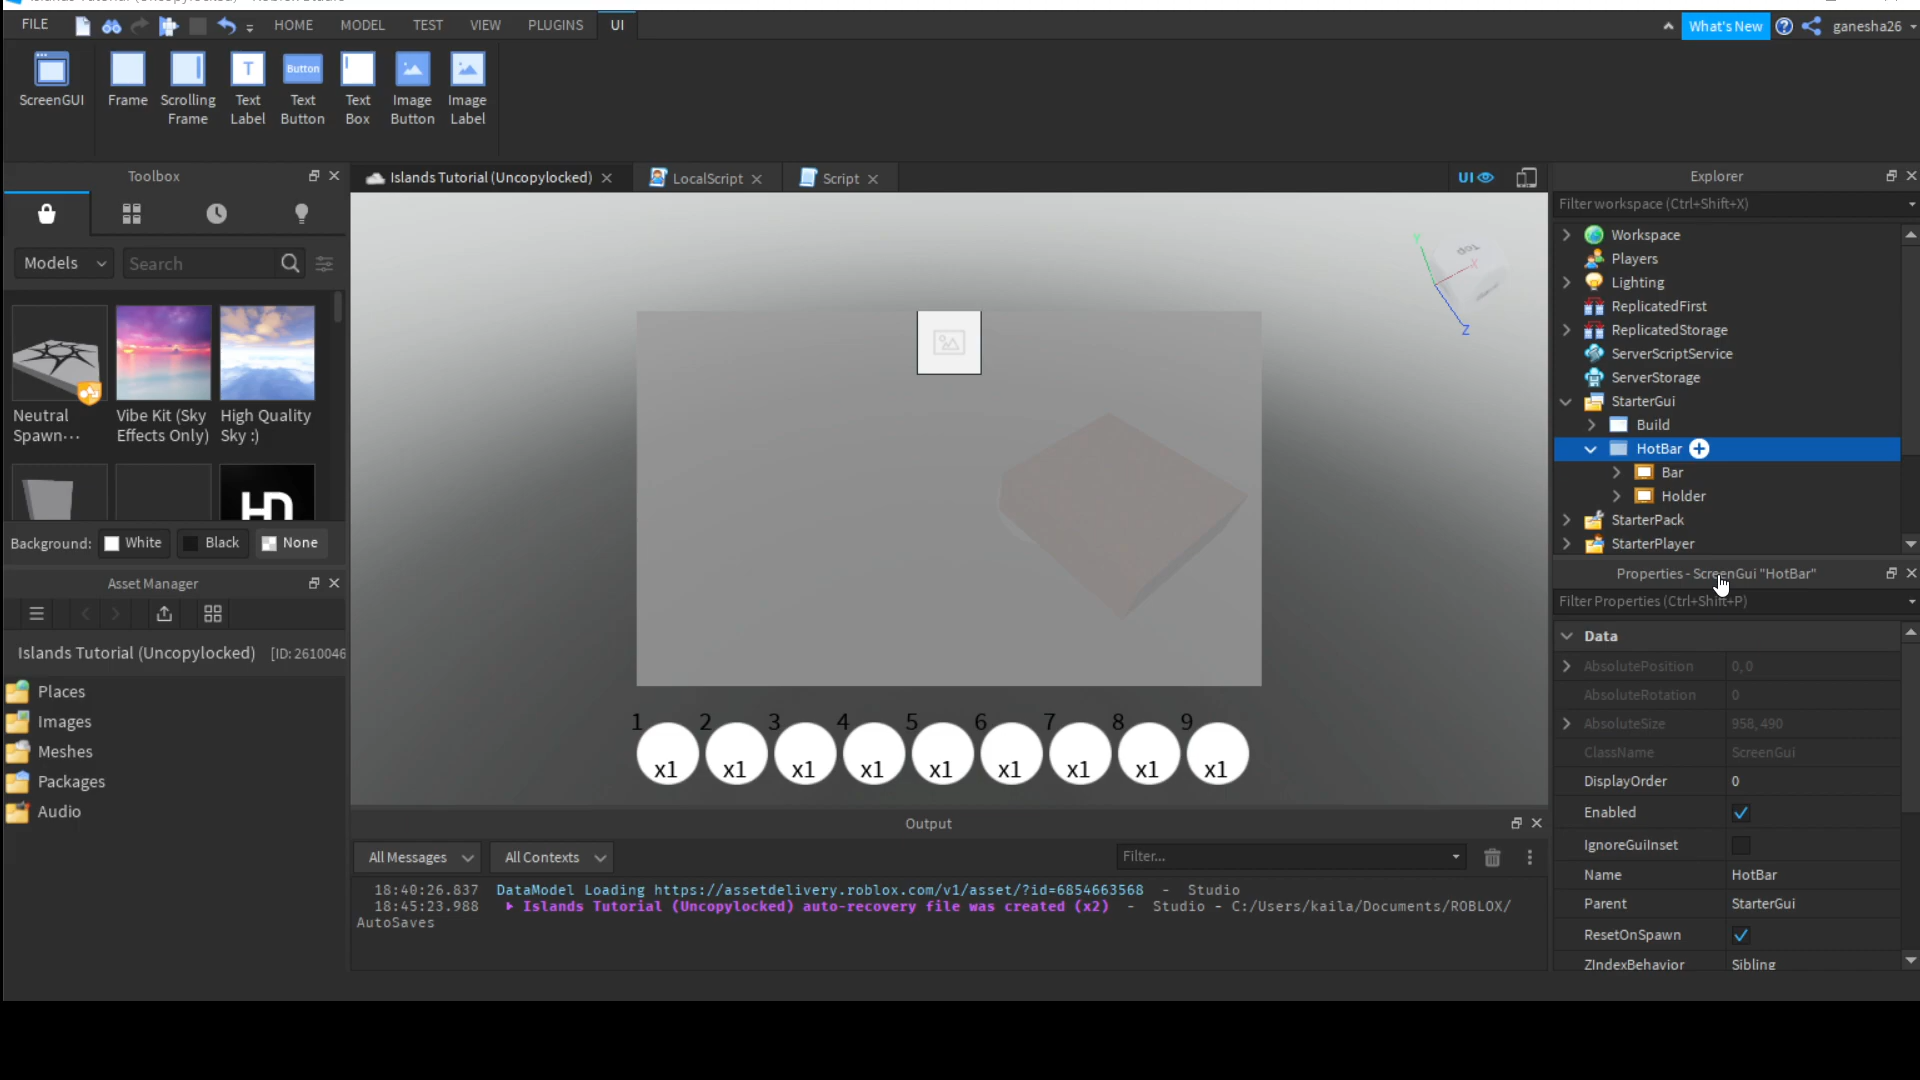 FILE
HOME
MODEL
TEST
VIEW
PLUGINS
UI
What's New
ganesha26
ScreenGUI
Frame
Scrolling
Frame
Text
Label
Button
Text
Button
Text
Box
Image
Button
Image
Label
Toolbox
Models
Search
Neutral
Spawn···
Vibe Kit (Sky
Effects Only)
High Quality
Sky :)
Background:
White
Black
None
Asset Manager
Islands Tutorial (Uncopylocked) [ID: 2610046
Places
Images
Meshes
Packages
Audio
Islands Tutorial (Uncopylocked)
LocalScript
Script
UI
Y
X
Z
1 2 3 4 5 6 7 8 9
x1 x1 x1 x1 x1 x1 x1 x1 x1
Output
All Messages
All Contexts
Filter...
18:40:26.837 DataModel Loading https://assetdelivery.roblox.com/v1/asset/?id=6854663568 - Studio
18:45:23.988 Islands Tutorial (Uncopylocked) auto-recovery file was created (x2) - Studio - C:/Users/kaila/Documents/ROBLOX/
AutoSaves
Explorer
Filter workspace (Ctrl+Shift+X)
Workspace
Players
Lighting
ReplicatedFirst
ReplicatedStorage
ServerScriptService
ServerStorage
StarterGui
Build
HotBar
Bar
Holder
StarterPack
StarterPlayer
Properties - ScreenGui "HotBar"
Filter Properties (Ctrl+Shift+P)
Data
AbsolutePosition 0, 0
AbsoluteRotation 0
AbsoluteSize 958, 490
ClassName ScreenGui
DisplayOrder 0
Enabled
IgnoreGuiInset
Name HotBar
Parent StarterGui
ResetOnSpawn
ZIndexBehavior Sibling